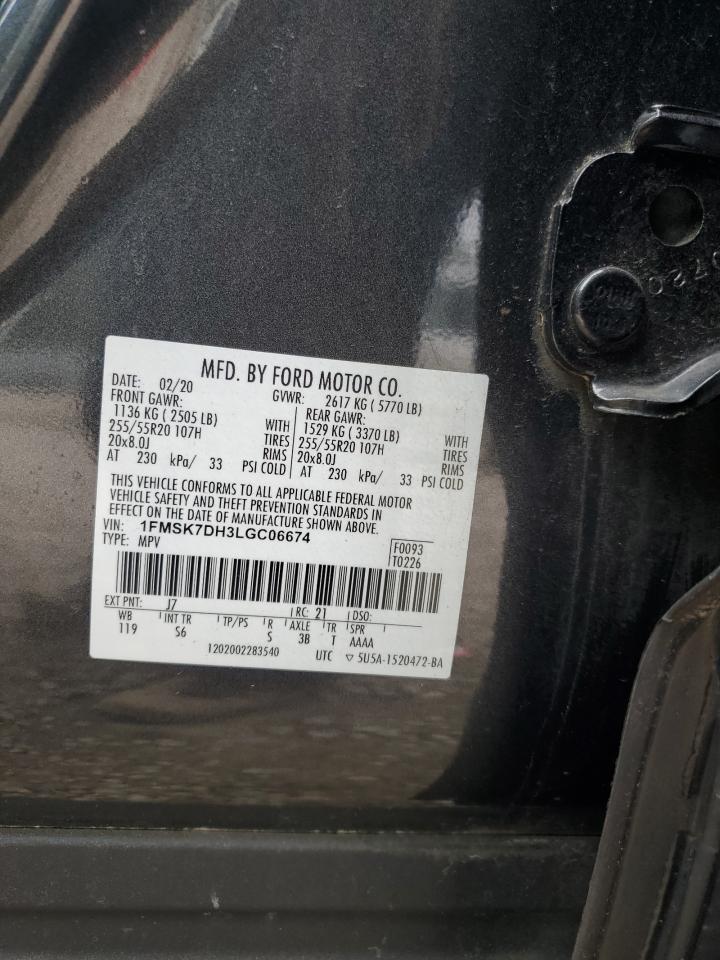 MFD. BY FORD MOTOR CO.
DATE: 02/20 GVWR: 2617 KG ( 5770 LB)
FRONT GAWR: REAR GAWR:
1136 KG ( 2505 LB) WITH 1529 KG ( 3370 LB) WITH
255/55R20 107H TIRES 255/55R20 107H TIRES
20x8.0J RIMS 20x8.0J RIMS
AT 230 kPa/ 33 PSI COLD AT 230 kPa/ 33 PSI COLD
THIS VEHICLE CONFORMS TO ALL APPLICABLE FEDERAL MOTOR
VEHICLE SAFETY AND THEFT PREVENTION STANDARDS IN
EFFECT ON THE DATE OF MANUFACTURE SHOWN ABOVE.
VIN: 1FMSK7DH3LGC06674
TYPE: MPV
F0093
T0226
EXT PNT: J7 RC: 21 DSO:
WB INT TR TP/PS R AXLE TR SPR
119 S6 S 3B T AAAA
1202002283540 UTC ▽ 5U5A-1520472-BA